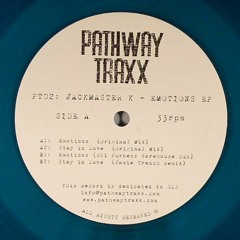 PATHWAY
TRAXX
PT02: JACKMASTER K - EMOTIONS EP
SIDE A
33rpm
A1: Emotions (Original Mix)
A2: Stay in Love (Original Mix)
B1: Emotions (Oli Furness Warehouse Dub)
B2: Stay in Love (Jamie Trench Remix)
This Record is dedicated to
info@pathwaytraxx.com
www.pathwaytraxx.com
ALL RIGHTS RESERVED ©